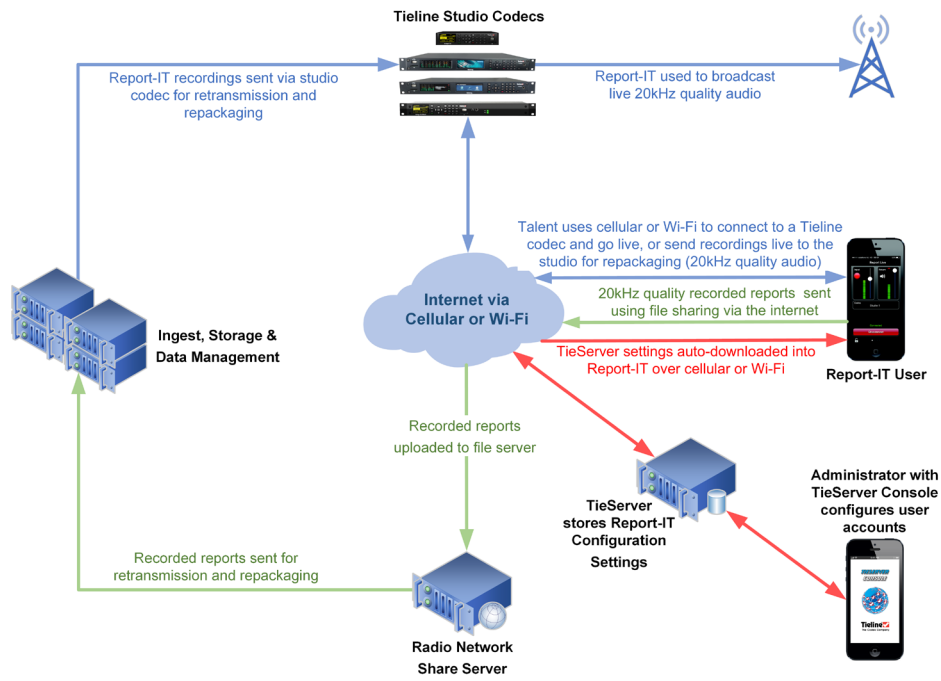 Tieline Studio Codecs
Report-IT recordings sent via studio
codec for retransmission and
repackaging
Report-IT used to broadcast
live 20kHz quality audio
Talent uses cellular or Wi-Fi to connect to a Tieline
codec and go live, or send recordings live to the
studio for repackaging (20kHz quality audio)
Internet via
Cellular or Wi-Fi
20kHz quality recorded reports sent
using file sharing via the internet
TieServer settings auto-downloaded into
Report-IT over cellular or Wi-Fi
Report-IT User
Ingest, Storage &
Data Management
Recorded reports
uploaded to file server
TieServer
stores Report-IT
Configuration
Settings
Administrator with
TieServer Console
configures user
accounts
TIESERVER
CONSOLE
Tieline
Recorded reports sent for
retransmission and repackaging
Radio Network
Share Server